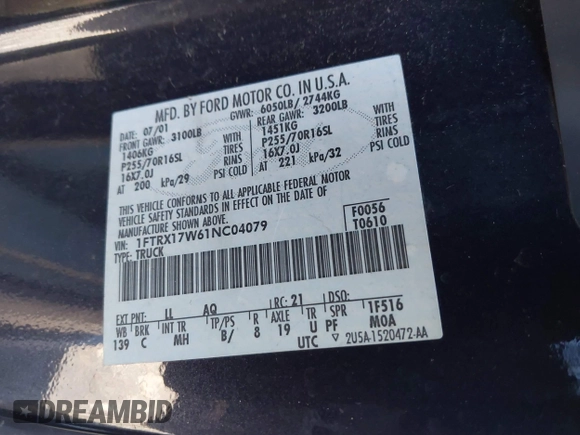 MFD. BY FORD MOTOR CO. IN U.S.A.
DATE: 07/01 GVWR: 6050LB/ 2744KG
FRONT GAWR: 3100LB REAR GAWR: 3200LB
1406KG WITH 1451KG WITH
P255/70R16SL TIRES P255/70R16SL TIRES
16X7.0J RIMS 16X7.0J RIMS
AT 200 kPa/29 PSI COLD AT 221 kPa/32 PSI COLD
THIS VEHICLE CONFORMS TO ALL APPLICABLE FEDERAL MOTOR
VEHICLE SAFETY STANDARDS IN EFFECT ON THE DATE OF
MANUFACTURE SHOWN ABOVE.
VIN: 1FTRX17W61NC04079 F0056
TYPE: TRUCK T0610
EXT PNT: LL AQ RC: 21 DSO:
WB BRK INT TR TP/PS R AXLE TR SPR 1F516
139 C MH B/ 8 19 U PF MOA
UTC ▽ 2U5A-1520472-AA
DREAMBID